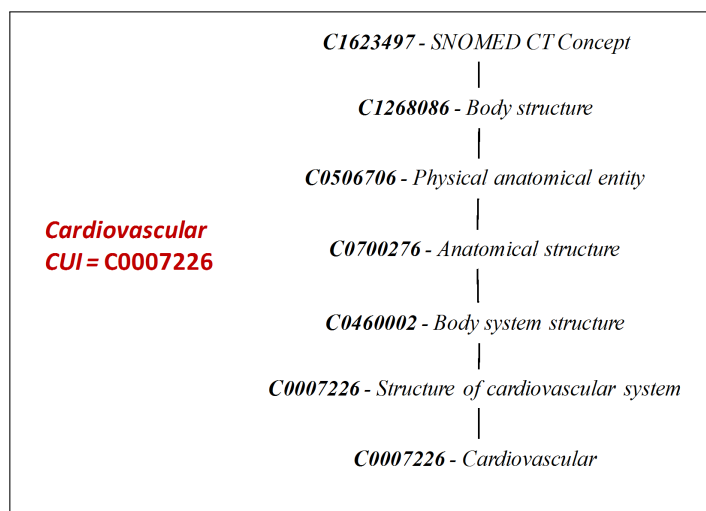 C1623497 - SNOMED CT Concept
C1268086 - Body structure
C0506706 - Physical anatomical entity
Cardiovascular
CUI = C0007226
C0700276 - Anatomical structure
C0460002 - Body system structure
C0007226 - Structure of cardiovascular system
C0007226 - Cardiovascular